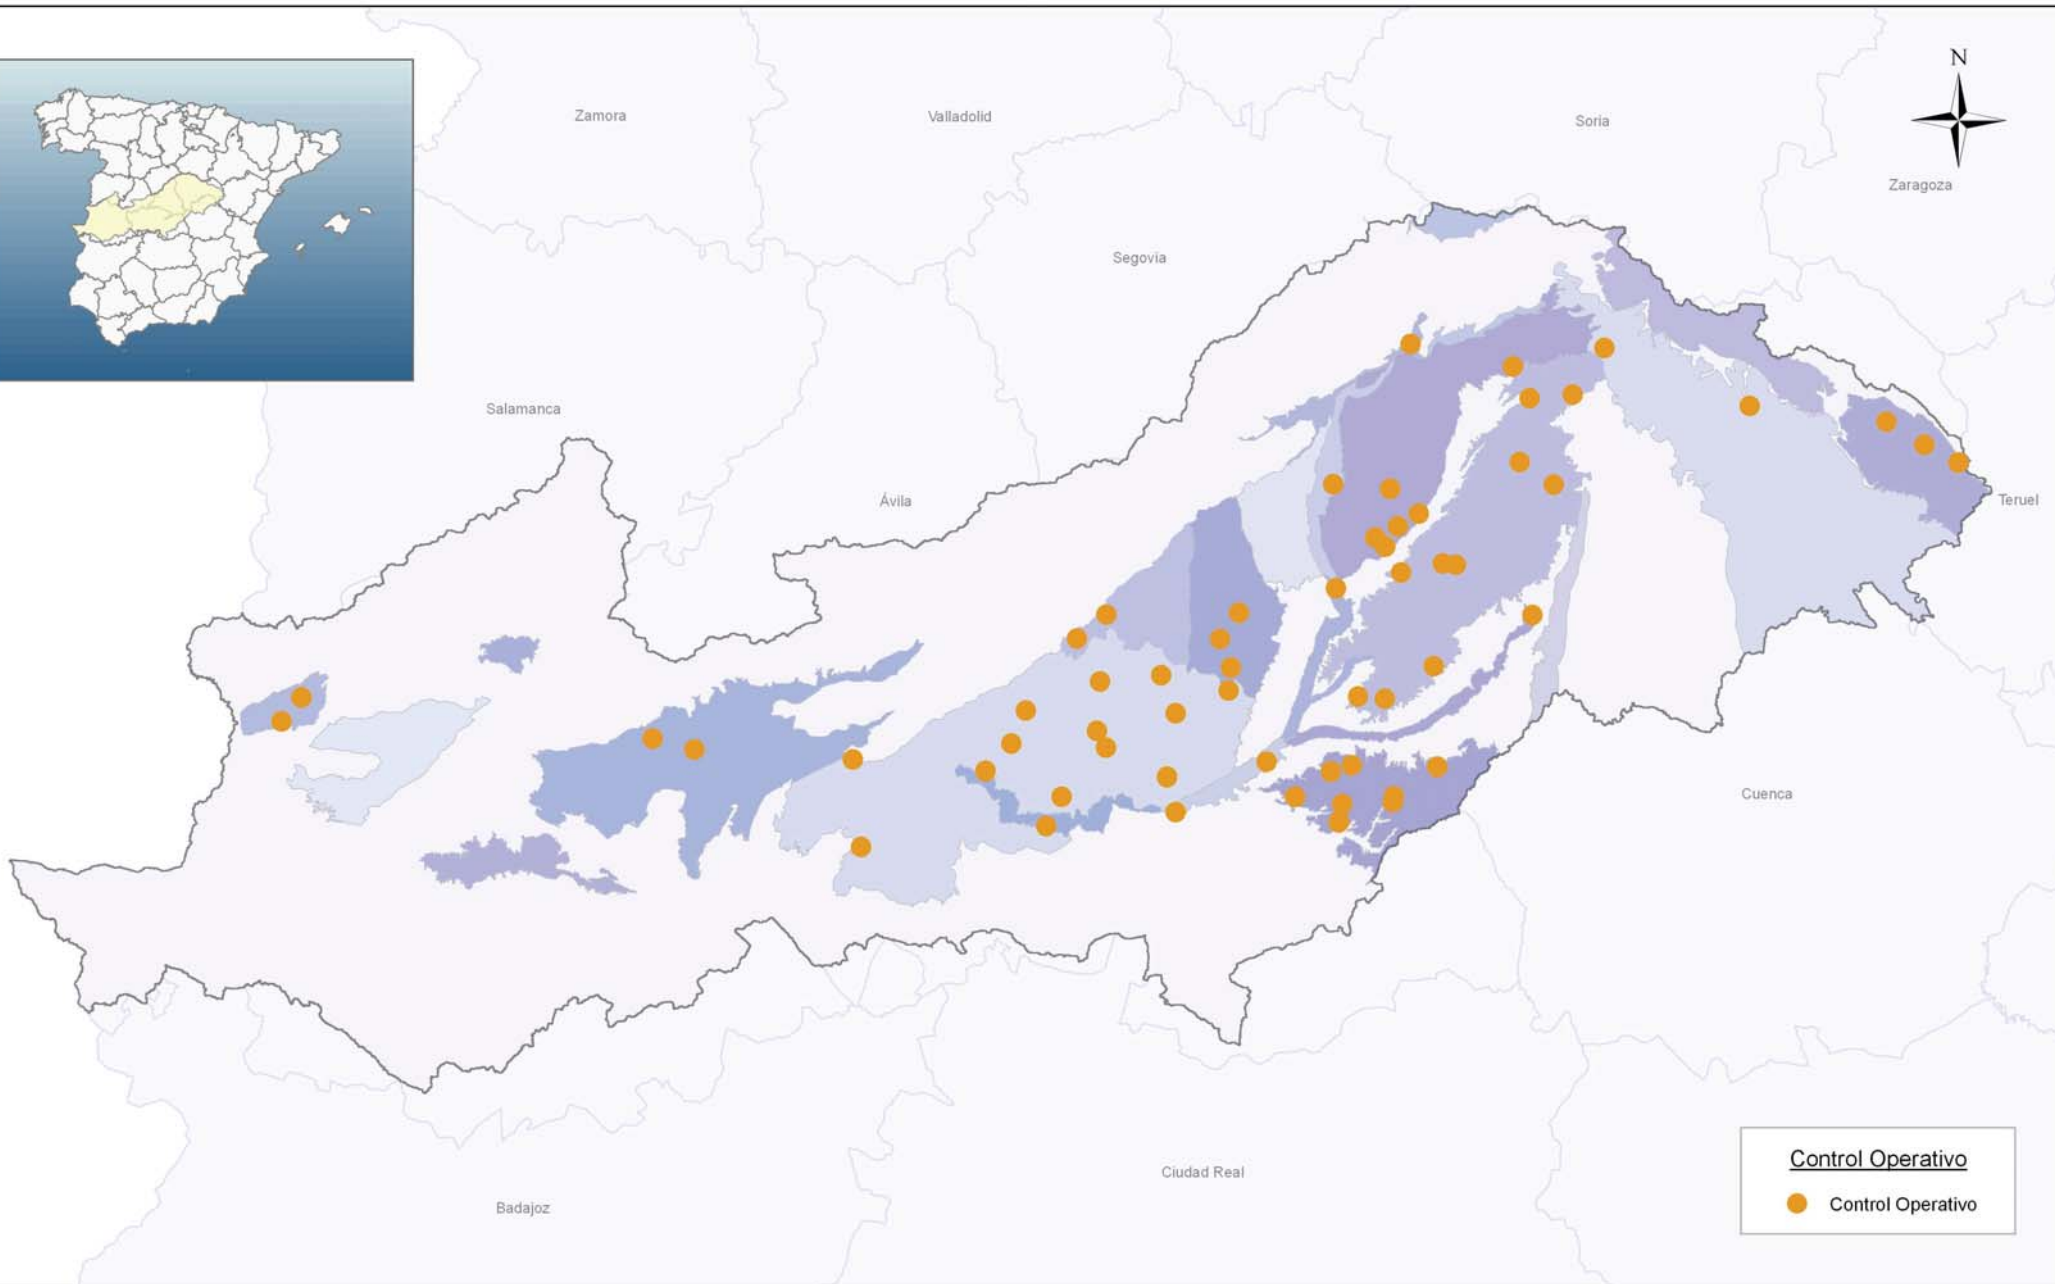 N
Zamora
Valladolid
Soria
Zaragoza
Segovia
Salamanca
Ávila
Teruel
Cuenca
Ciudad Real
Badajoz
Control Operativo
Control Operativo